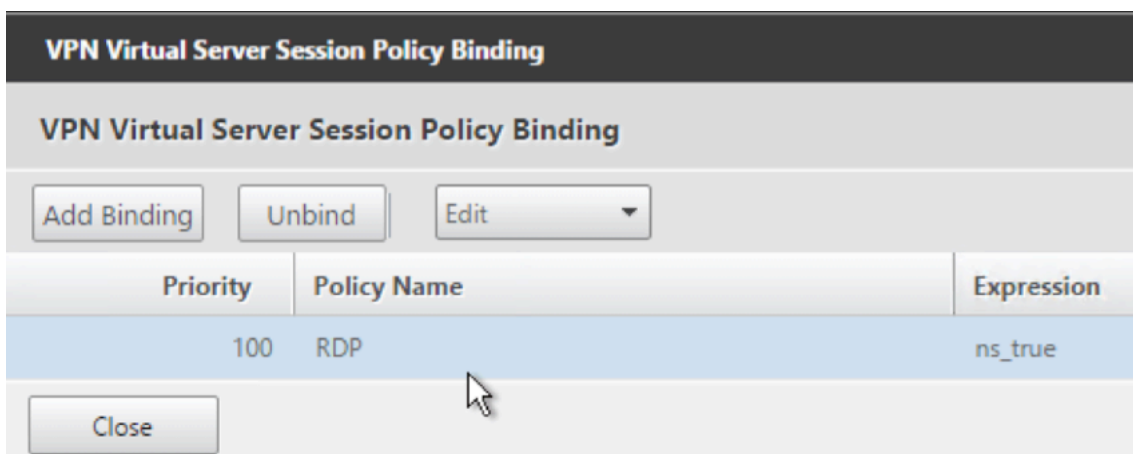 VPN Virtual Server Session Policy Binding
VPN Virtual Server Session Policy Binding
Add Binding Unbind Edit
Priority Policy Name Expression
100 RDP ns_true
Close